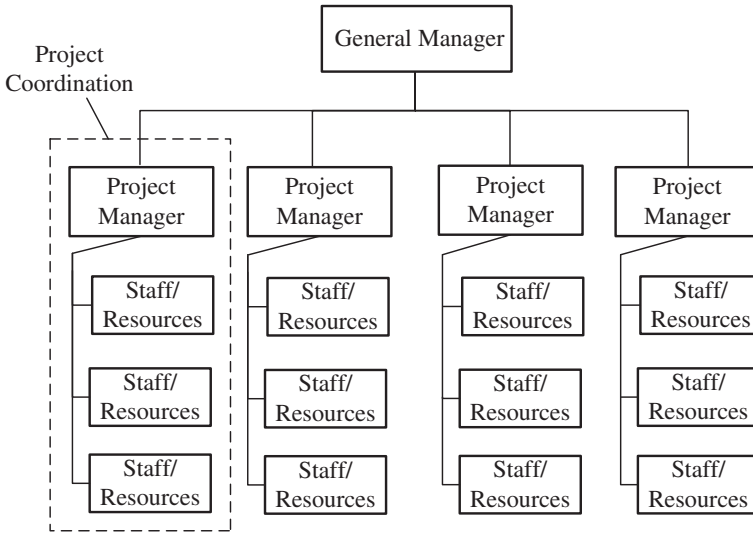 General Manager
Project
Coordination
Project
Manager
Project
Manager
Project
Manager
Project
Manager
Staff/
Resources
Staff/
Resources
Staff/
Resources
Staff/
Resources
Staff/
Resources
Staff/
Resources
Staff/
Resources
Staff/
Resources
Staff/
Resources
Staff/
Resources
Staff/
Resources
Staff/
Resources